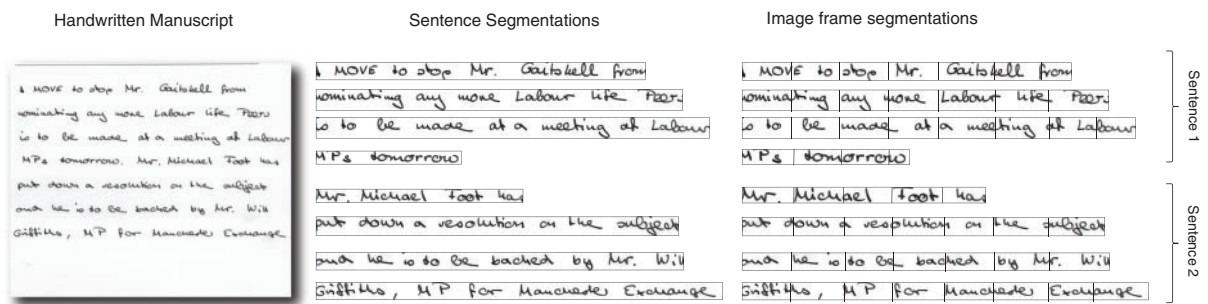 Handwritten Manuscript
A MOVE to stop Mr. Gaitskell from
nominating any more Labour Life Peers
is to be made at a meeting of Labour
MPs tomorrow. Mr. Michael Foot has
put down a resolution on the subject
and he is to be backed by Mr. Will
Griffiths, MP for Manchester Exchange
Sentence Segmentations
A MOVE to stop Mr. Gaitskell from
nominating any more Labour Life Peers
is to be made at a meeting of Labour
MPs tomorrow
Mr. Michael Foot has
put down a resolution on the subject
and he is to be backed by Mr. Will
Griffiths, MP for Manchester Exchange
Image frame segmentations
A MOVE to stop Mr. Gaitskell from
nominating any more Labour Life Peers
is to be made at a meeting of Labour
MPs tomorrow
Sentence 1
Mr. Michael Foot has
put down a resolution on the subject
and he is to be backed by Mr. Will
Griffiths, MP for Manchester Exchange
Sentence 2